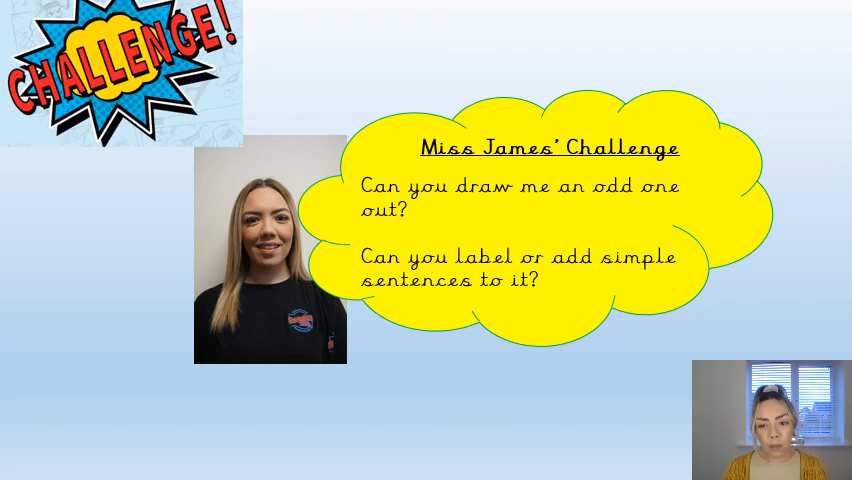 CHALLENGE!
Miss James' Challenge
Can you draw me an odd one
out?
Can you label or add simple
sentences to it?